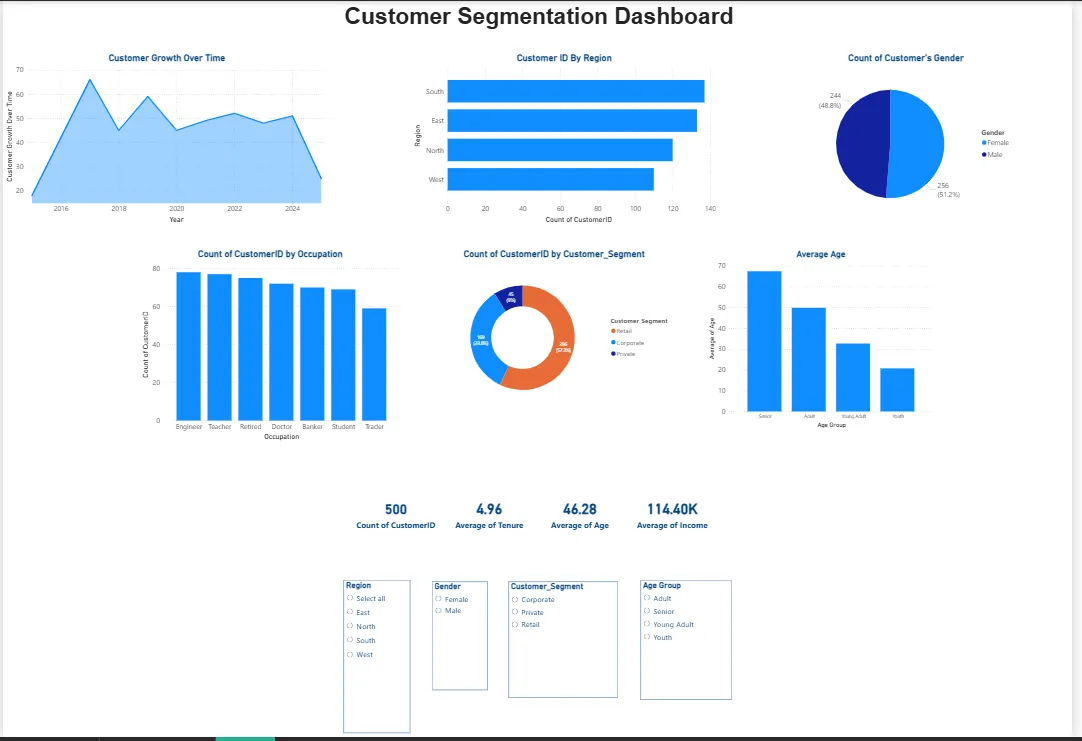 Customer Segmentation Dashboard
Customer Growth Over Time
Customer Growth Over Time
70
60
50
40
30
20
2016 2018 2020 2022 2024
Year
Customer ID By Region
Region
South
East
North
West
0 20 40 60 80 100 120 140
Count of CustomerID
Count of Customer's Gender
244
(48.8%)
256
(51.2%)
Gender
Female
Male
Count of CustomerID by Occupation
Count of CustomerID
80
60
40
20
0
Engineer Teacher Retired Doctor Banker Student Trader
Occupation
Count of CustomerID by Customer_Segment
45
(9%)
Customer_Segment
Retail
Corporate
Private
Average Age
Average of Age
70
60
50
40
30
20
10
0
Senior Adult Young Adult Youth
Age Group
500 4.96 46.28 114.40K
Count of CustomerID Average of Tenure Average of Age Average of Income
Region
Select all
East
North
South
West
Gender
Female
Male
Customer_Segment
Corporate
Private
Retail
Age Group
Adult
Senior
Young Adult
Youth